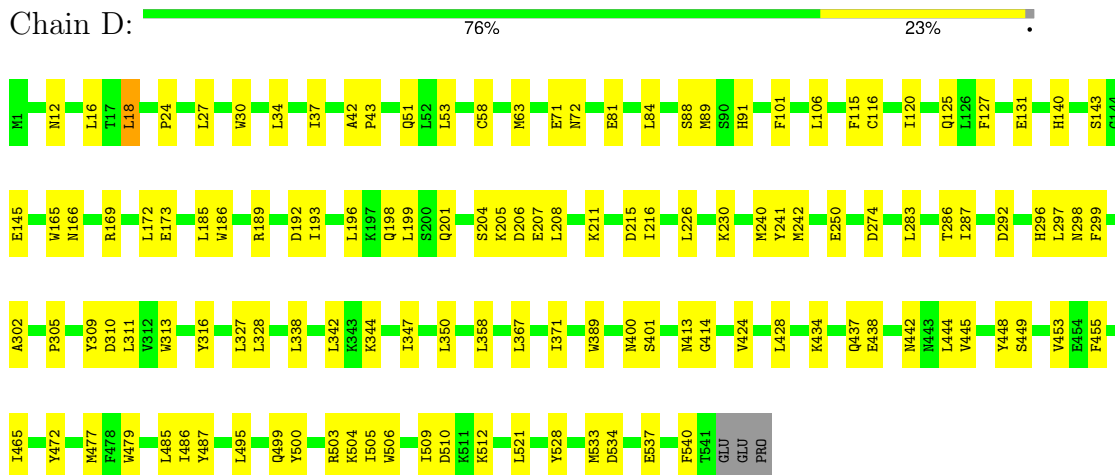 Chain D:
76% 23% •
M1 N12 L16 T17 L18 P24 L27 W30 L34 I37 A42 P43 Q51 L52 L53 C58 M63 E71 N72 E81 L84 S88 M89 S90 H91 F101 L106 F115 C116 I120 Q125 L126 F127 E131 H140 S143 C144
E145 W165 N166 R169 L172 E173 L185 W186 R189 D192 I193 L196 K197 Q198 L199 S200 Q201 S204 K205 D206 E207 L208 K211 D215 I216 L226 K230 M240 Y241 M242 E250 D274 L283 T286 I287 D292 H296 L297 N298 F299
A302 P305 Y309 D310 L311 V312 W313 Y316 L327 L328 L338 L342 K343 K344 I347 L350 L358 L367 I371 W389 N400 S401 N413 G414 V424 L428 K434 Q437 E438 N442 N443 L444 V445 Y448 S449 V453 E454 F455
I465 Y472 M477 F478 W479 L485 I486 Y487 L495 Q499 Y500 R503 K504 I505 W506 I509 D510 K511 K512 L521 Y528 M533 D534 E537 F540 T541 GLU GLU PRO